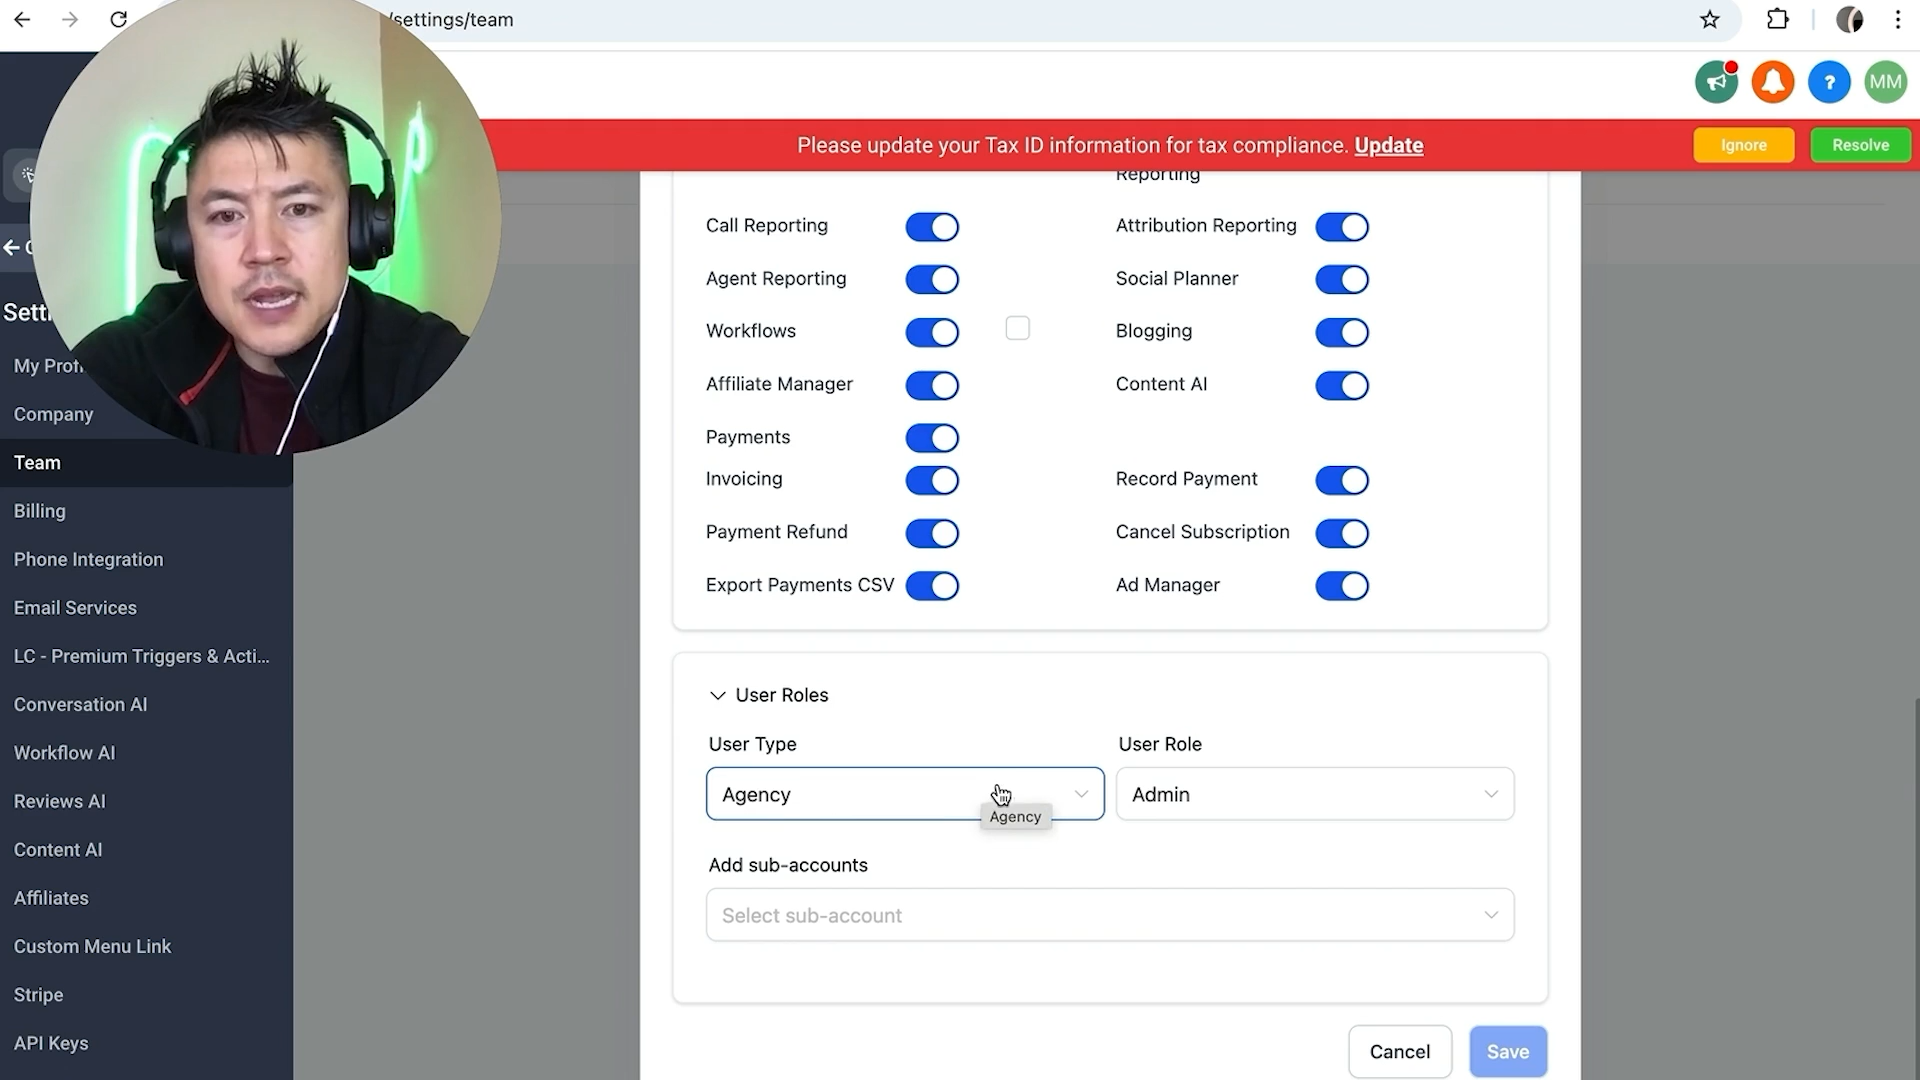 /settings/team
MM
Please update your Tax ID information for tax compliance. Update
Ignore
Resolve
Reporting
Call Reporting
Attribution Reporting
Agent Reporting
Social Planner
Workflows
Blogging
Affiliate Manager
Content AI
Payments
Invoicing
Record Payment
Payment Refund
Cancel Subscription
Export Payments CSV
Ad Manager
User Roles
User Type
User Role
Agency
Admin
Agency
Add sub-accounts
Select sub-account
Cancel
Save
My Profi
Company
Team
Billing
Phone Integration
Email Services
LC - Premium Triggers & Acti...
Conversation AI
Workflow AI
Reviews AI
Content AI
Affiliates
Custom Menu Link
Stripe
API Keys